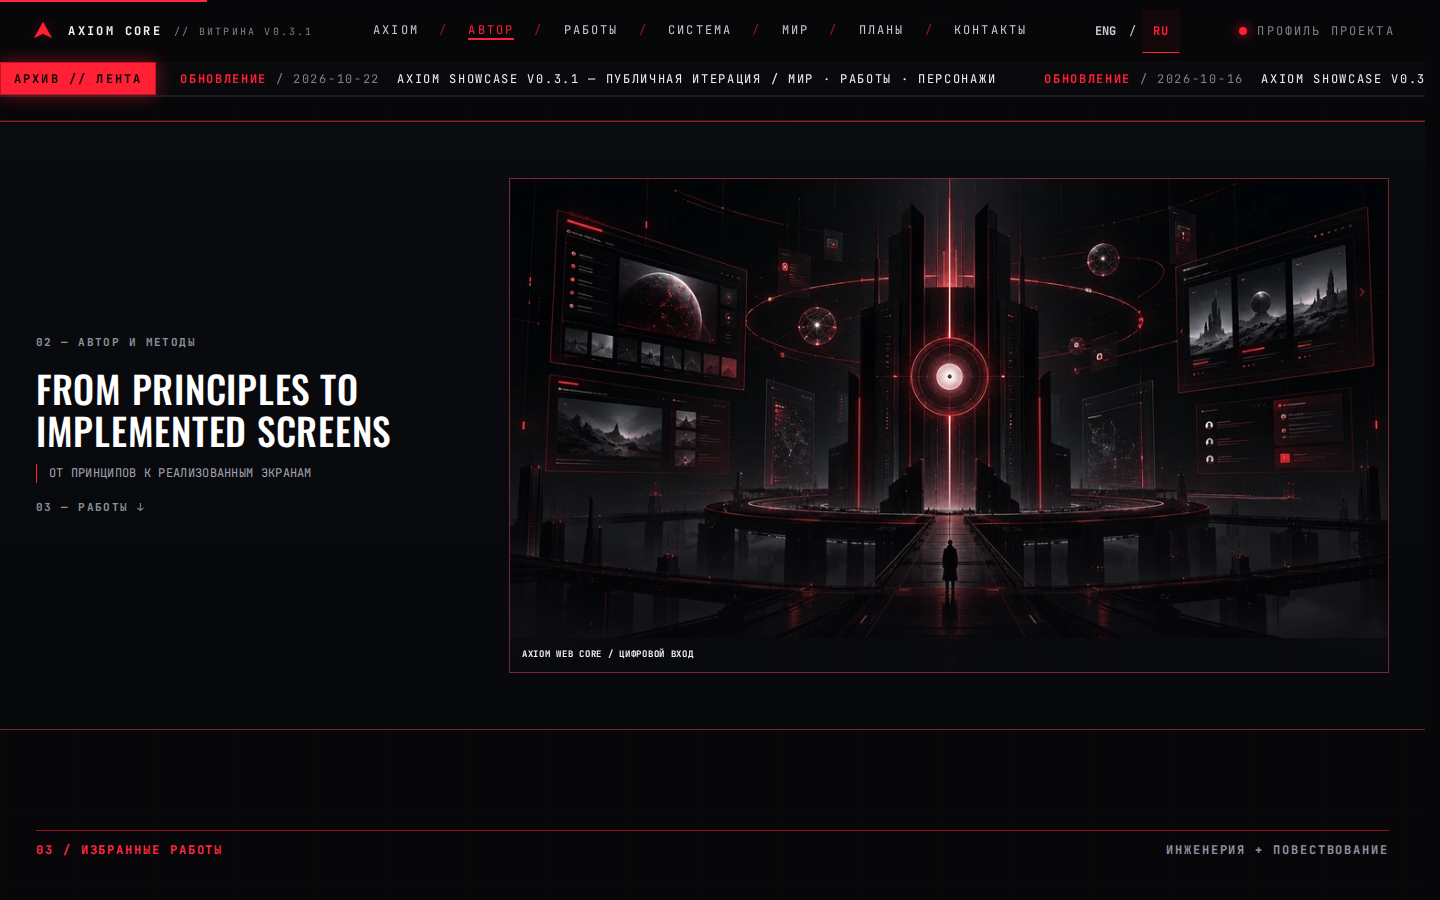 AXIOM CORE // ВИТРИНА V0.3.1
AXIOM / АВТОР / РАБОТЫ / СИСТЕМА / МИР / ПЛАНЫ / КОНТАКТЫ
ENG / RU
ПРОФИЛЬ ПРОЕКТА
АРХИВ // ЛЕНТА
ОБНОВЛЕНИЕ / 2026-10-22 AXIOM SHOWCASE V0.3.1 — ПУБЛИЧНАЯ ИТЕРАЦИЯ / МИР · РАБОТЫ · ПЕРСОНАЖИ
ОБНОВЛЕНИЕ / 2026-10-16 AXIOM SHOWCASE V0.3
02 — АВТОР И МЕТОДЫ
FROM PRINCIPLES TO
IMPLEMENTED SCREENS
ОТ ПРИНЦИПОВ К РЕАЛИЗОВАННЫМ ЭКРАНАМ
03 — РАБОТЫ ↓
AXIOM WEB CORE / ЦИФРОВОЙ ВХОД
03 / ИЗБРАННЫЕ РАБОТЫ
ИНЖЕНЕРИЯ + ПОВЕСТВОВАНИЕ